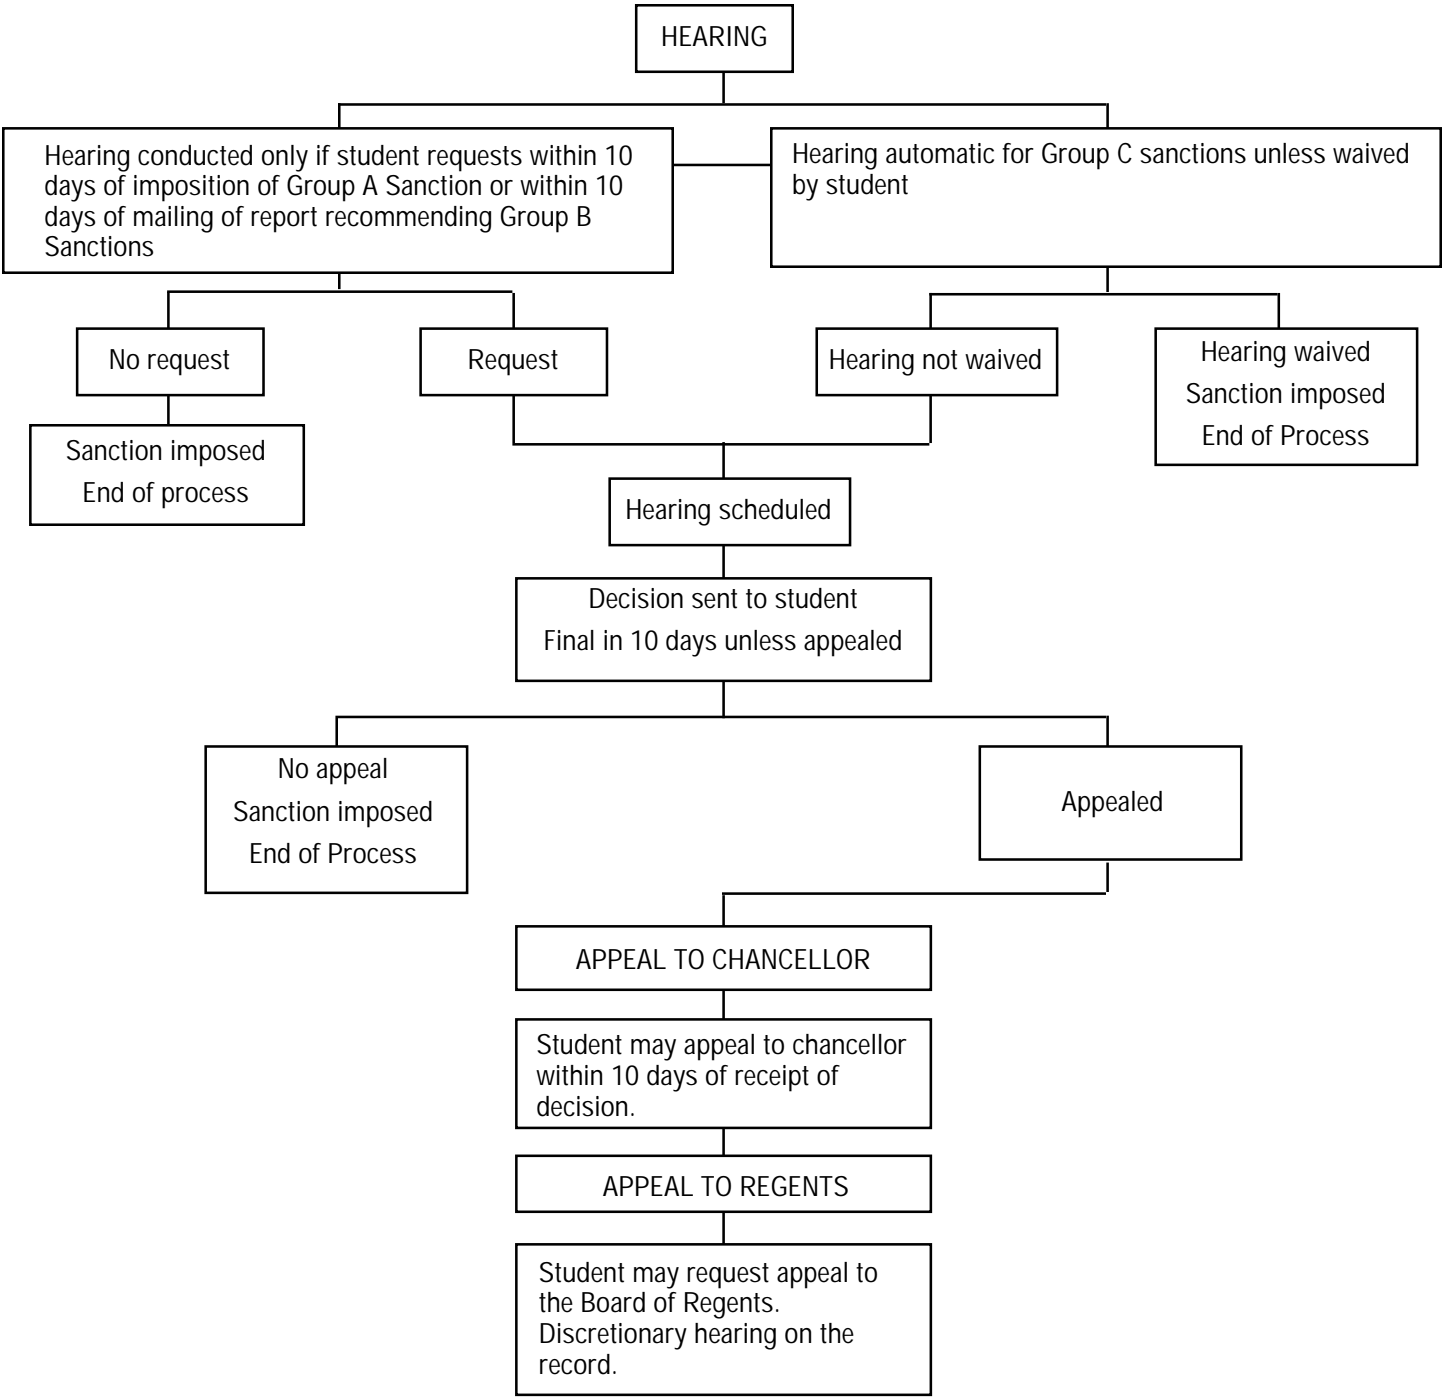 HEARING
Hearing conducted only if student requests within 10
days of imposition of Group A Sanction or within 10
days of mailing of report recommending Group B
Sanctions
Hearing automatic for Group C sanctions unless waived
by student
No request
Request
Hearing not waived
Hearing waived
Sanction imposed
End of Process
Sanction imposed
End of process
Hearing scheduled
Decision sent to student
Final in 10 days unless appealed
No appeal
Sanction imposed
End of Process
Appealed
APPEAL TO CHANCELLOR
Student may appeal to chancellor
within 10 days of receipt of
decision.
APPEAL TO REGENTS
Student may request appeal to
the Board of Regents.
Discretionary hearing on the
record.